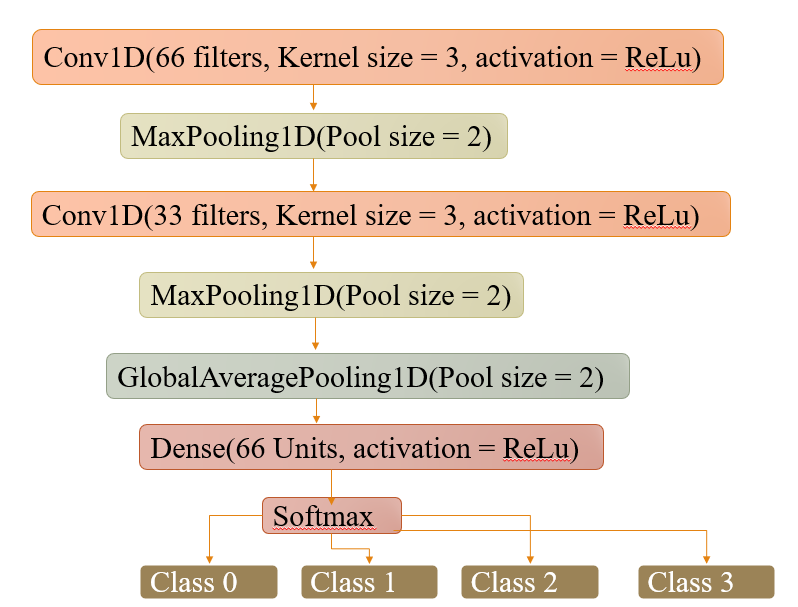 Conv1D(66 filters, Kernel size = 3, activation = ReLu)
MaxPooling1D(Pool size = 2)
Conv1D(33 filters, Kernel size = 3, activation = ReLu)
MaxPooling1D(Pool size = 2)
GlobalAveragePooling1D(Pool size = 2)
Dense(66 Units, activation = ReLu)
Softmax
Class 0 Class 1 Class 2 Class 3